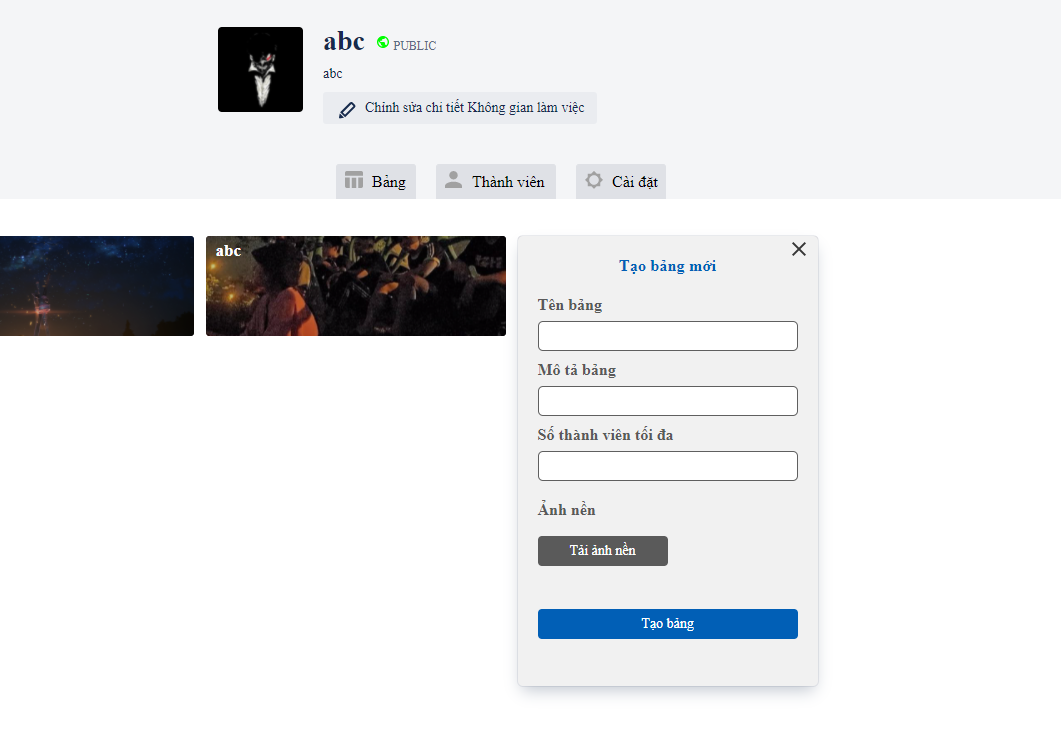 abc PUBLIC
abc
Chỉnh sửa chi tiết Không gian làm việc
Bảng Thành viên Cài đặt
abc
Tạo bảng mới
Tên bảng
Mô tả bảng
Số thành viên tối đa
Ảnh nền
Tải ảnh nền
Tạo bảng